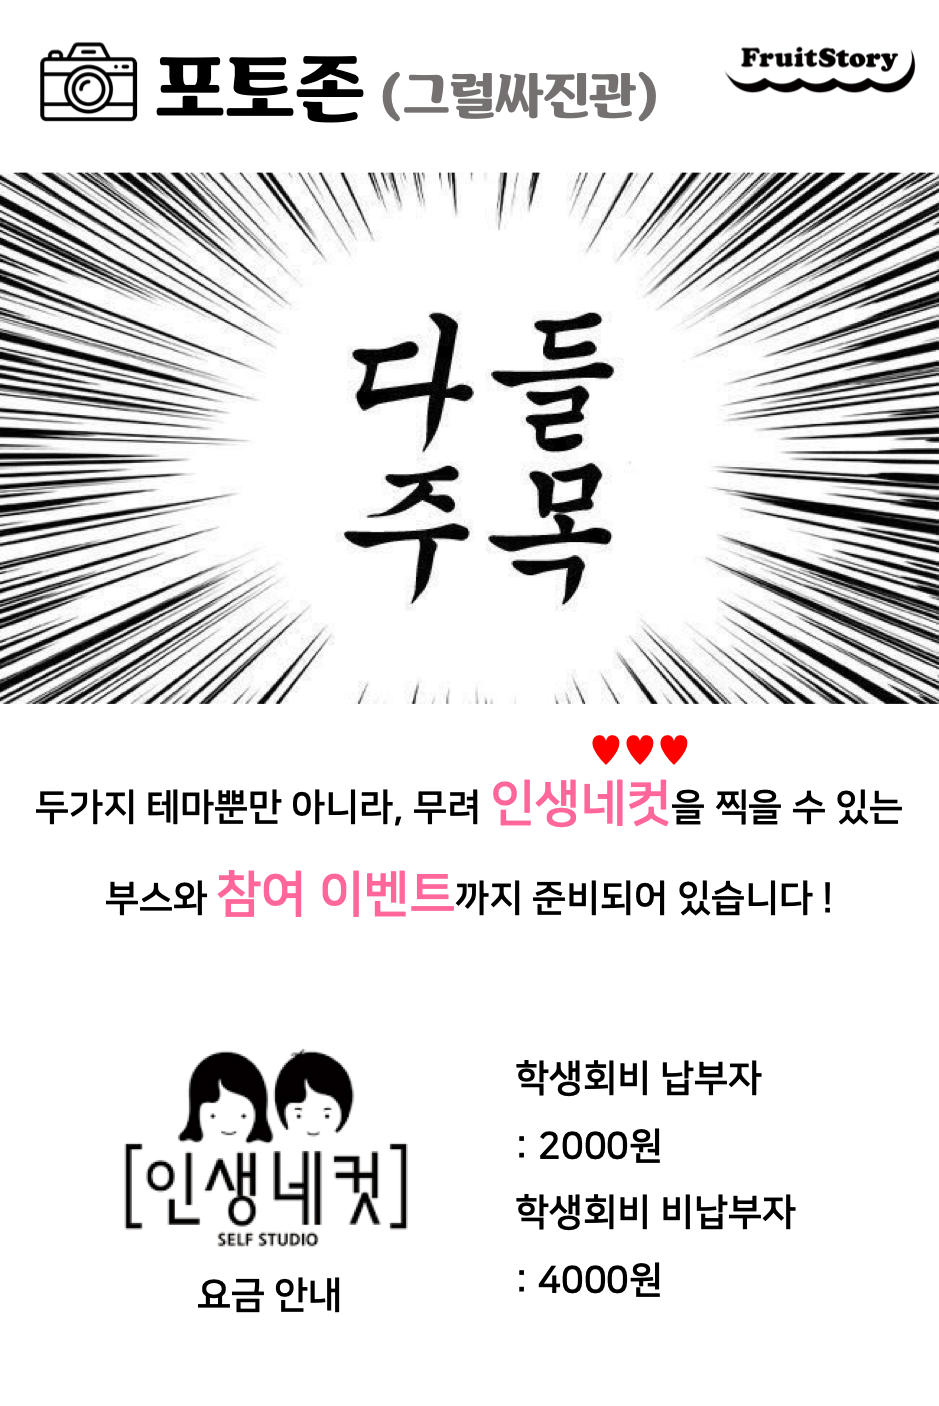 포토존 (그럴싸진관)
FruitStory
다들
주목
♥♥♥
두가지 테마뿐만 아니라, 무려 인생네컷을 찍을 수 있는
부스와 참여 이벤트까지 준비되어 있습니다 !
[인생네컷]
SELF STUDIO
요금 안내
학생회비 납부자
: 2000원
학생회비 비납부자
: 4000원